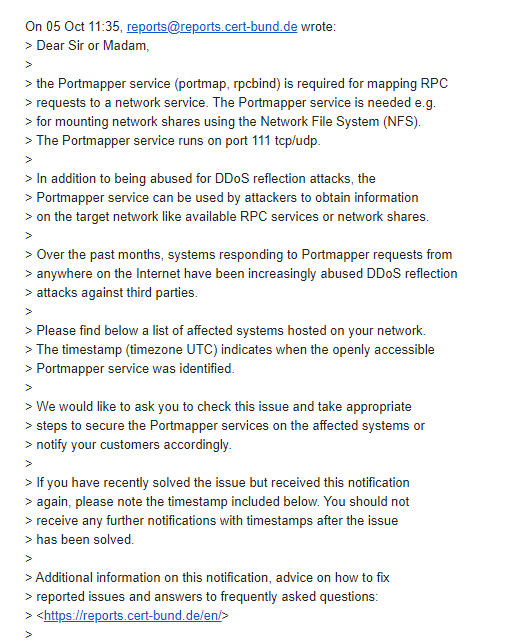 On 05 Oct 11:35, reports@reports.cert-bund.de wrote:
> Dear Sir or Madam,
>
> the Portmapper service (portmap, rpcbind) is required for mapping RPC
> requests to a network service. The Portmapper service is needed e.g.
> for mounting network shares using the Network File System (NFS).
> The Portmapper service runs on port 111 tcp/udp.
>
> In addition to being abused for DDoS reflection attacks, the
> Portmapper service can be used by attackers to obtain information
> on the target network like available RPC services or network shares.
>
> Over the past months, systems responding to Portmapper requests from
> anywhere on the Internet have been increasingly abused DDoS reflection
> attacks against third parties.
>
> Please find below a list of affected systems hosted on your network.
> The timestamp (timezone UTC) indicates when the openly accessible
> Portmapper service was identified.
>
> We would like to ask you to check this issue and take appropriate
> steps to secure the Portmapper services on the affected systems or
> notify your customers accordingly.
>
> If you have recently solved the issue but received this notification
> again, please note the timestamp included below. You should not
> receive any further notifications with timestamps after the issue
> has been solved.
>
> Additional information on this notification, advice on how to fix
> reported issues and answers to frequently asked questions:
> <https://reports.cert-bund.de/en/>
>